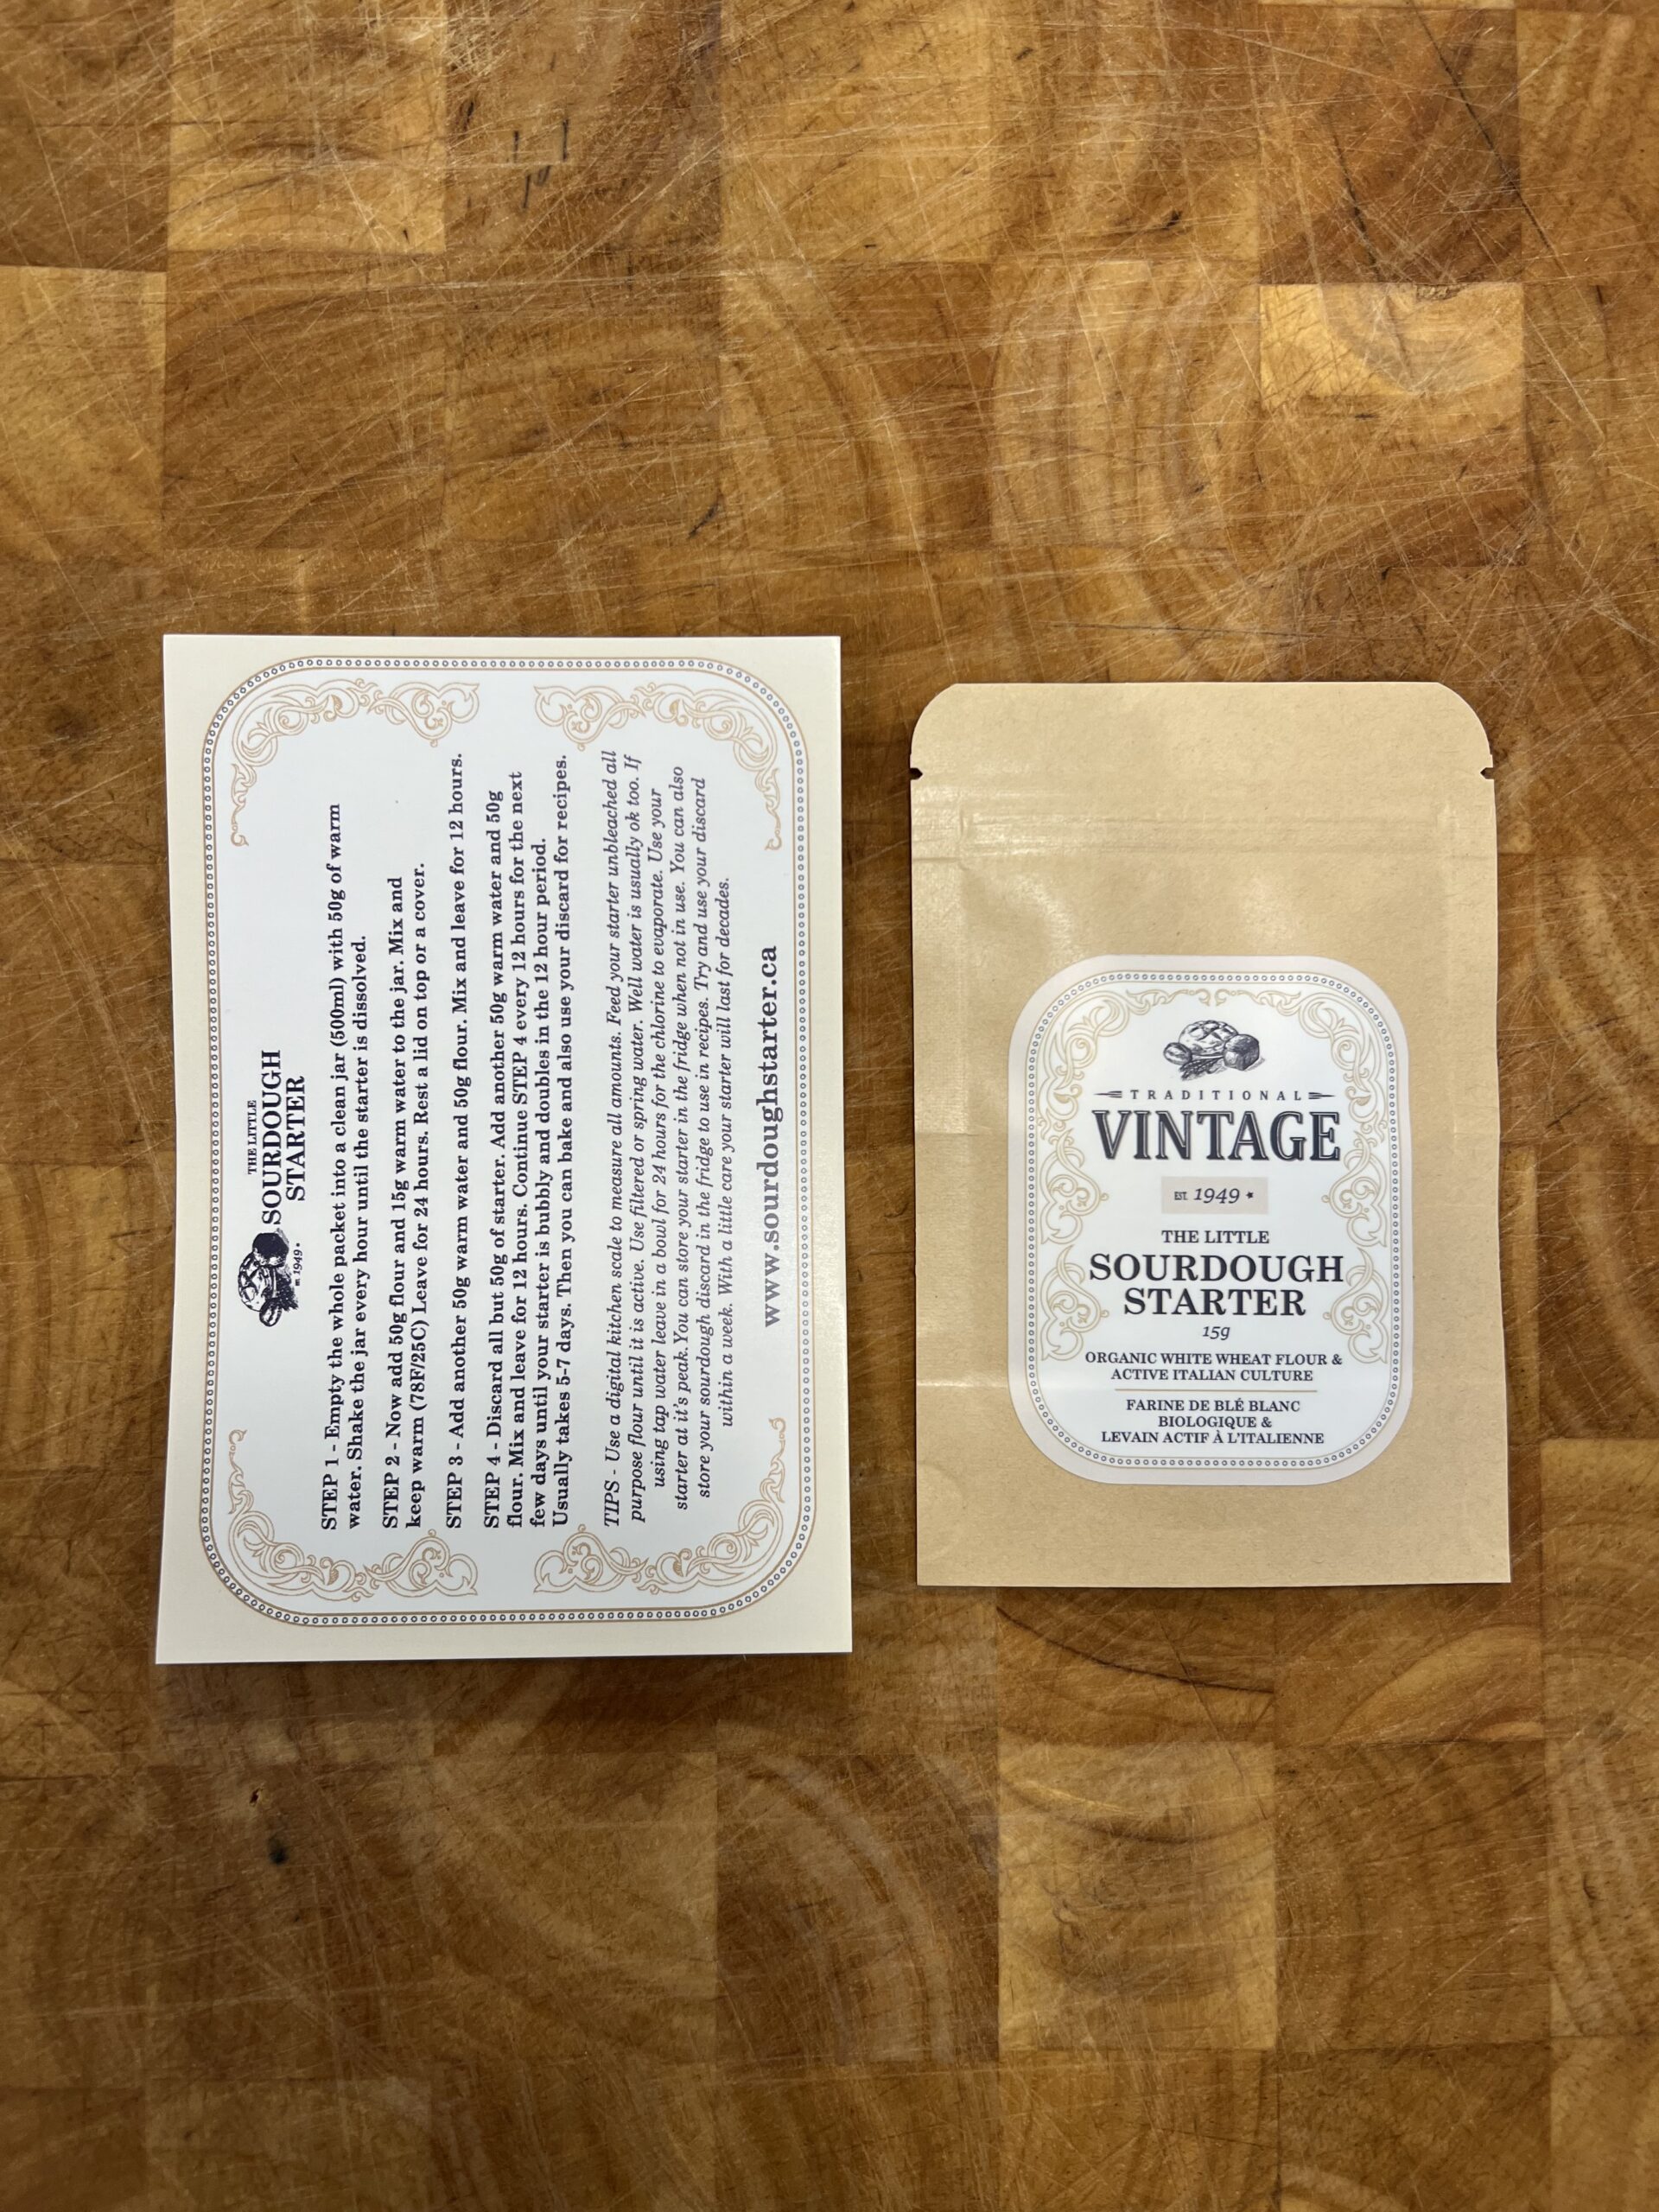 THE LITTLE
SOURDOUGH
STARTER
1949
STEP 1 - Empty the whole packet into a clean jar (500ml) with 50g of warm
water. Shake the jar every hour until the starter is dissolved.
STEP 2 - Now add 50g flour and 15g warm water to the jar. Mix and
keep warm (78F/25C) Leave for 24 hours. Rest a lid on top or a cover.
STEP 3 - Add another 50g warm water and 50g flour. Mix and leave for 12 hours.
STEP 4 - Discard all but 50g of starter. Add another 50g warm water and 50g
flour. Mix and leave for 12 hours. Continue STEP 4 every 12 hours for the next
few days until your starter is bubbly and doubles in the 12 hour period.
Usually takes 5-7 days. Then you can bake and also use your discard for recipes.
TIPS - Use a digital kitchen scale to measure all amounts. Feed your starter unbleached all
purpose flour until it is active. Use filtered or spring water. Well water is usually ok too. If
using tap water leave in a bowl for 24 hours for the chlorine to evaporate. Use your
starter at it's peak. You can store your starter in the fridge when not in use. You can also
store your sourdough discard in the fridge to use in recipes. Try and use your discard
within a week. With a little care your starter will last for decades.
www.sourdoughstarter.ca
TRADITIONAL
VINTAGE
EST. 1949
THE LITTLE
SOURDOUGH
STARTER
15g
ORGANIC WHITE WHEAT FLOUR &
ACTIVE ITALIAN CULTURE
FARINE DE BLÉ BLANC
BIOLOGIQUE &
LEVAIN ACTIF À L'ITALIENNE